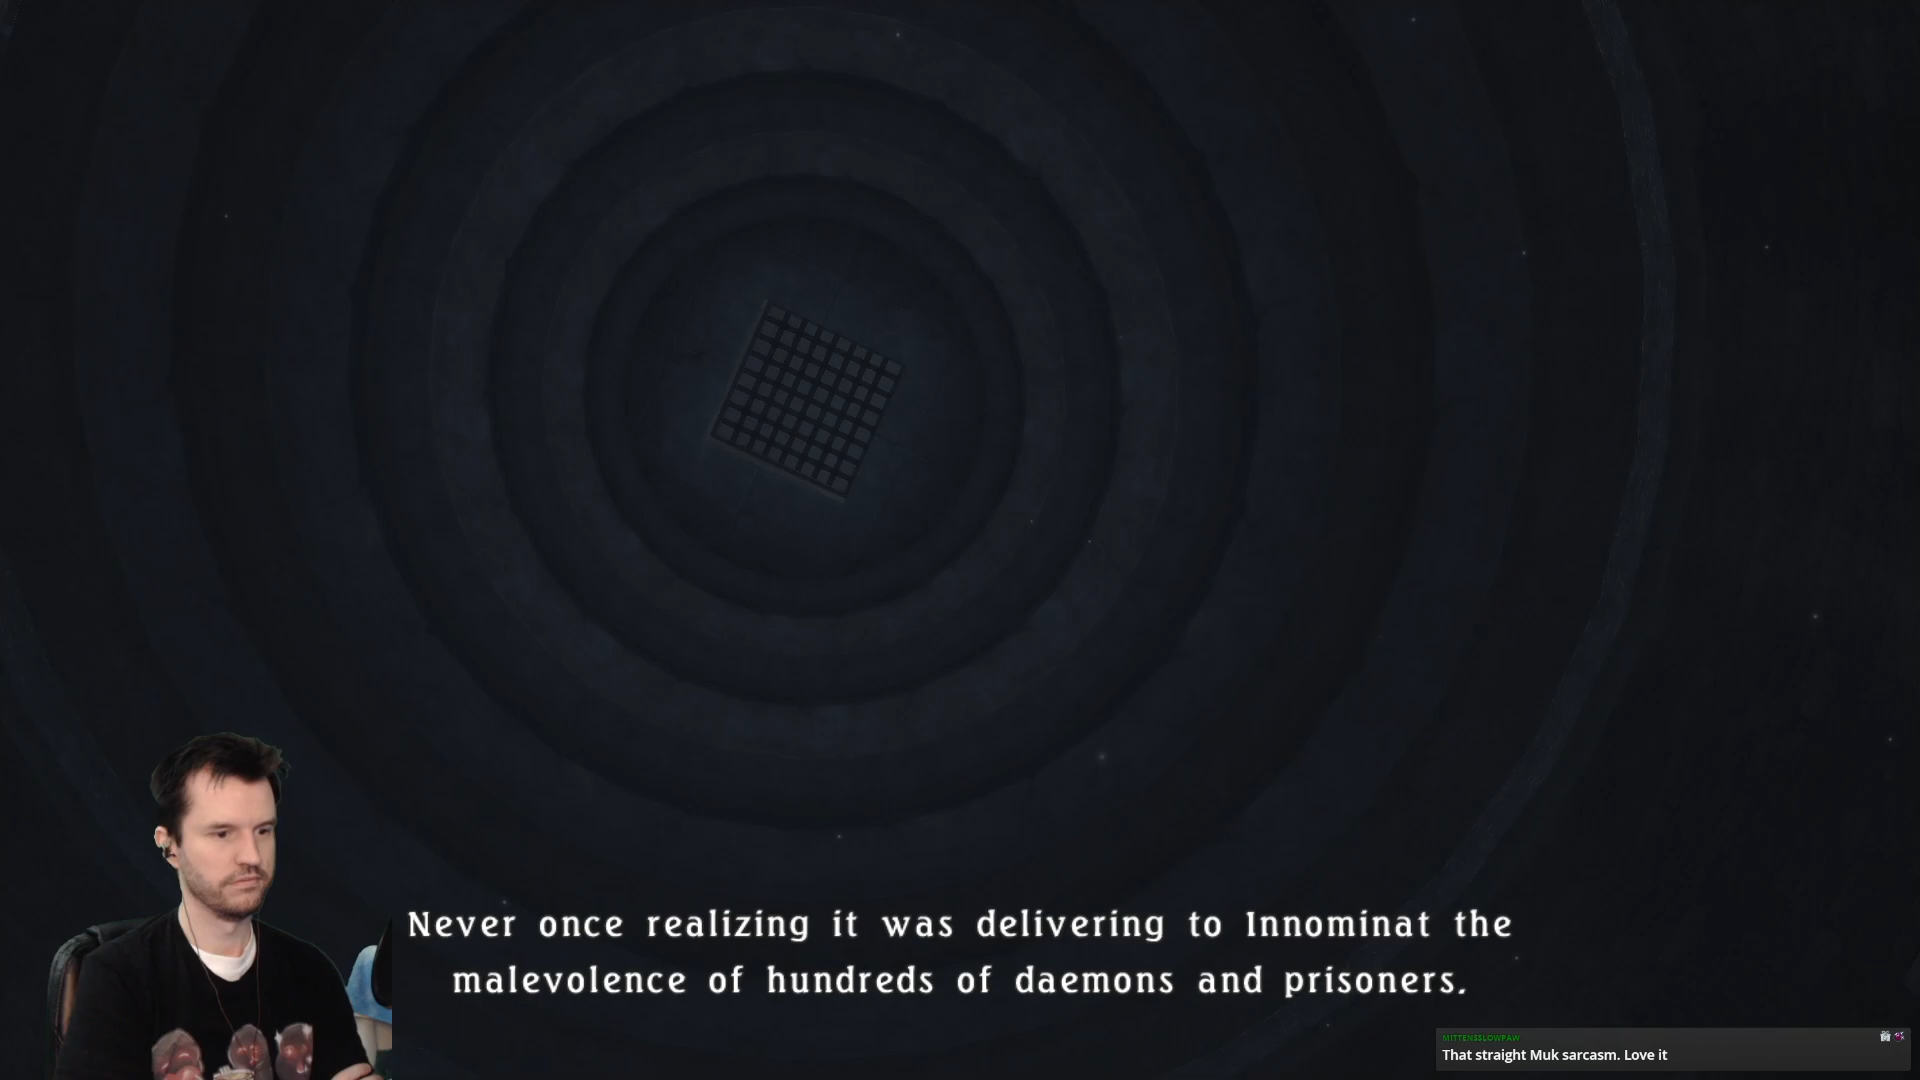 Never once realizing it was delivering to Innominat the
malevolence of hundreds of daemons and prisoners.
MITTENSSLOWPAW
That straight Muk sarcasm. Love it